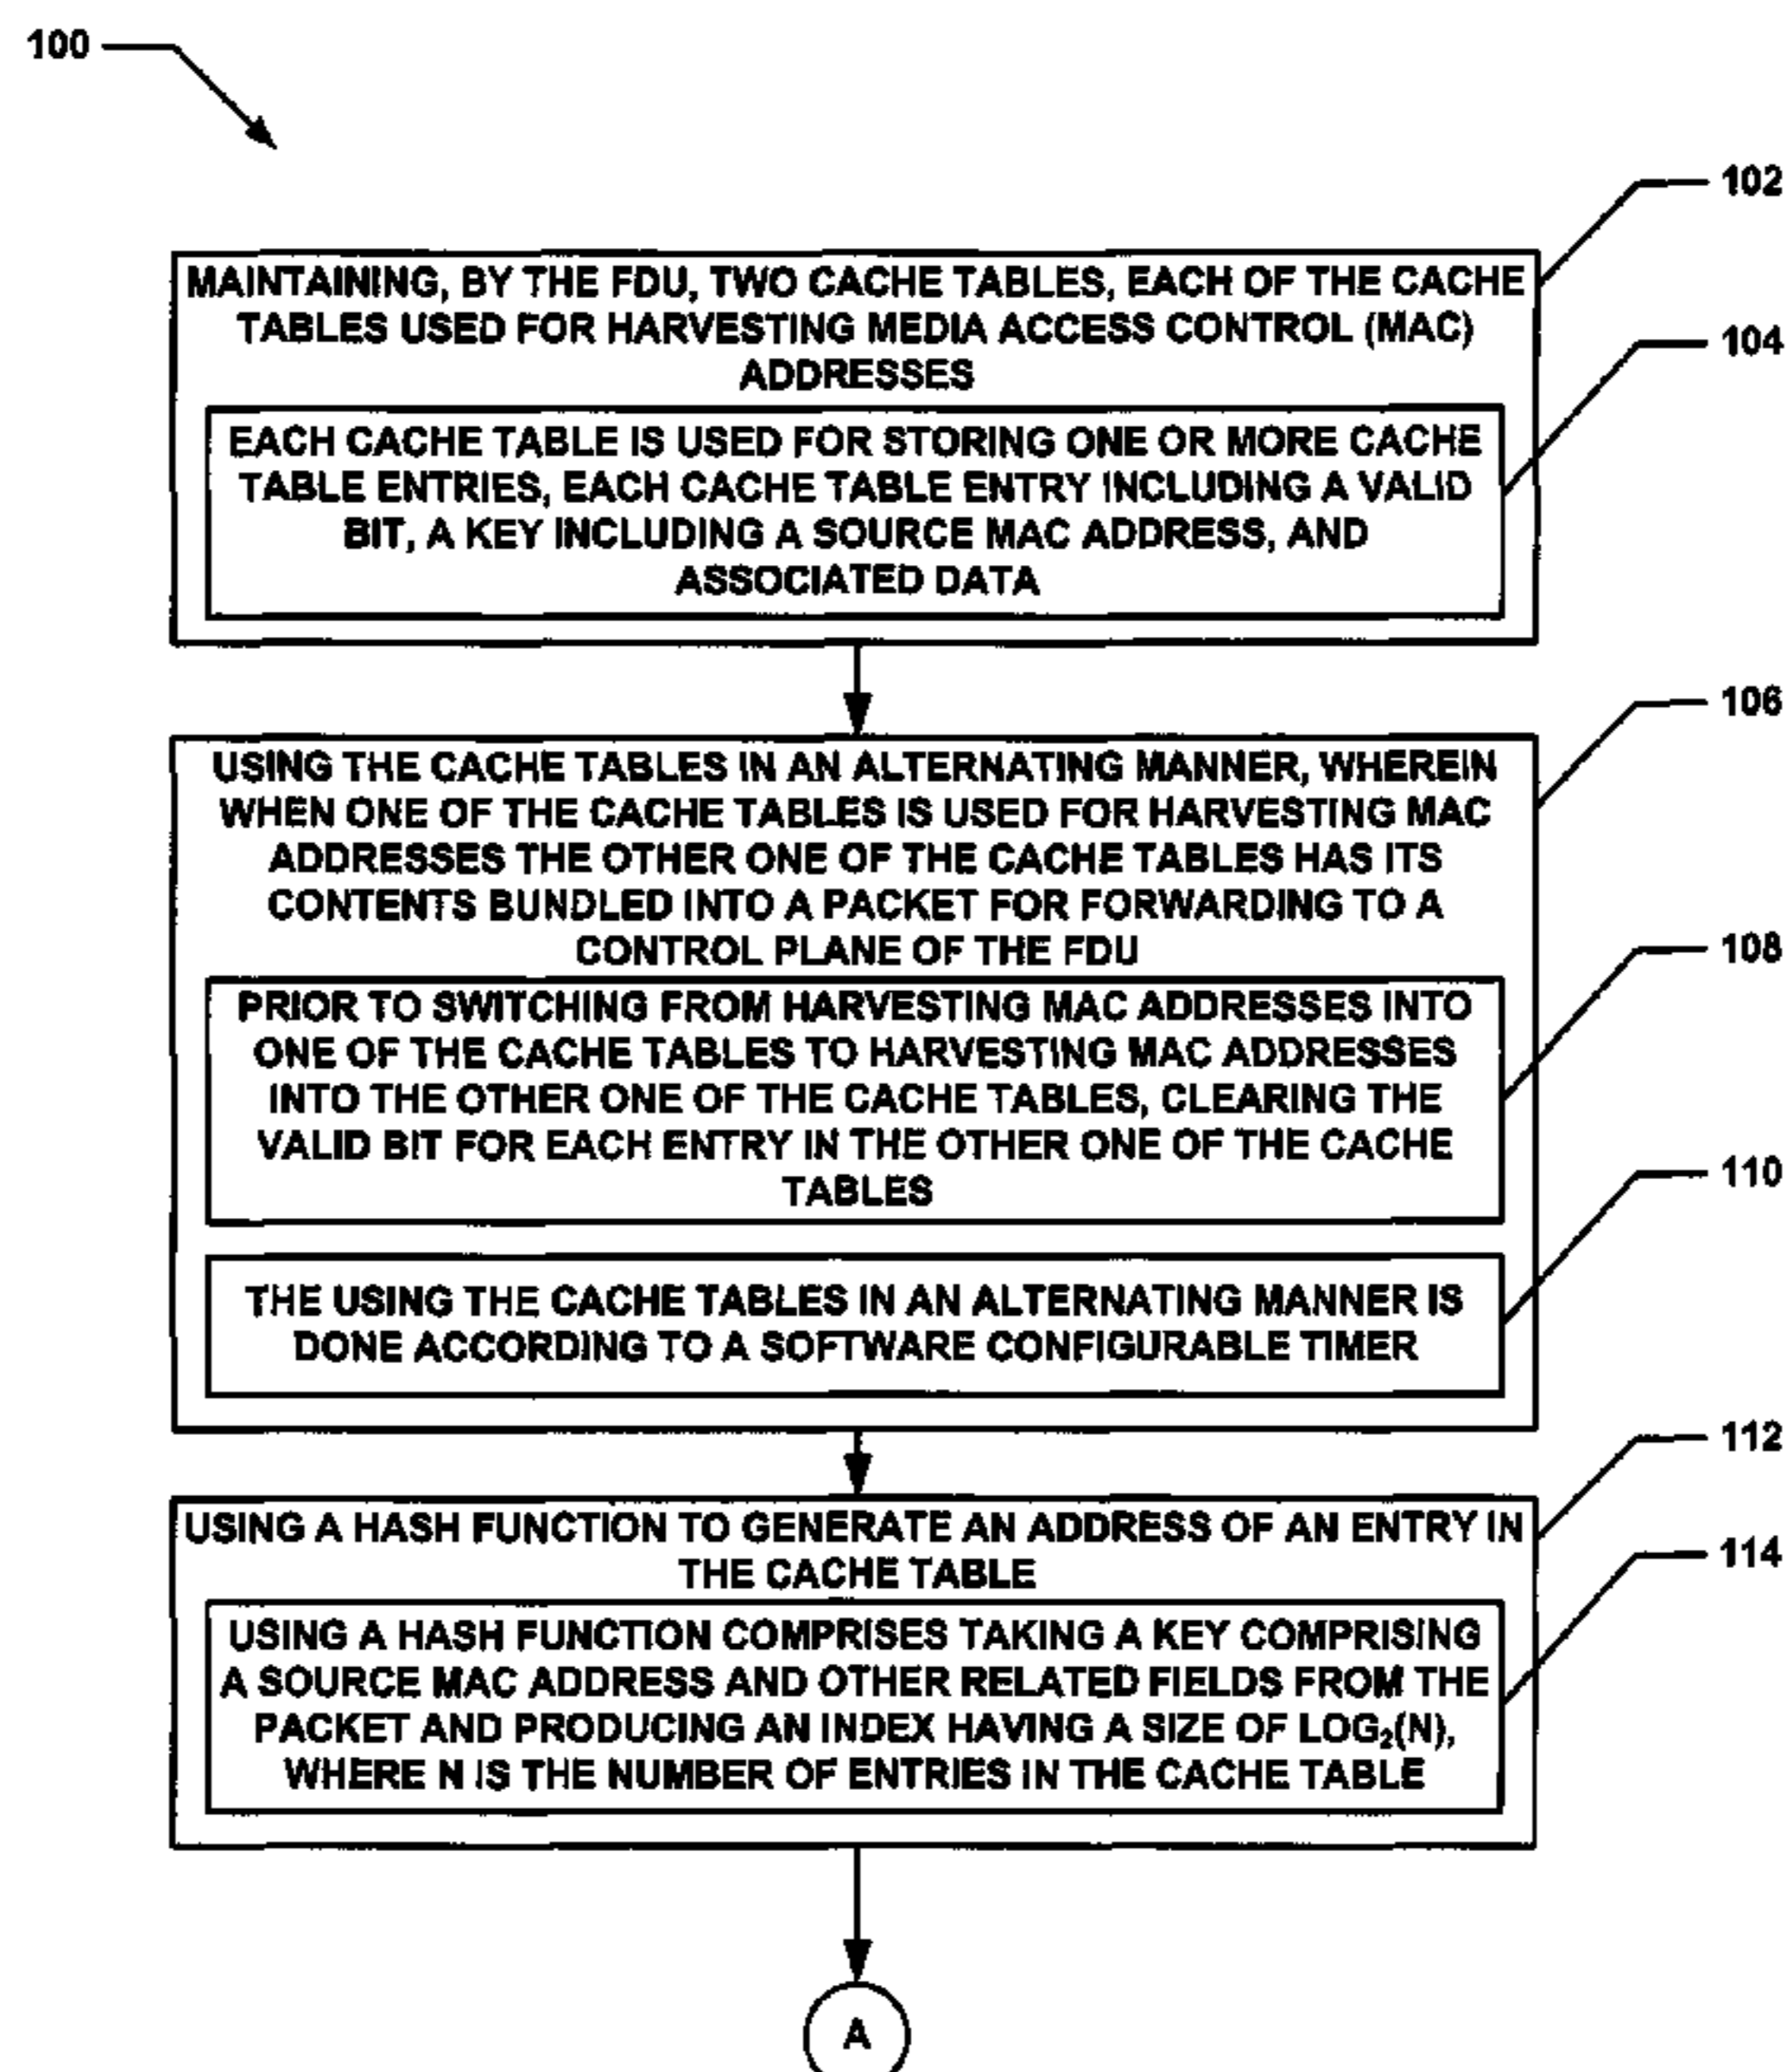 100
102
MAINTAINING, BY THE FDU, TWO CACHE TABLES, EACH OF THE CACHE
TABLES USED FOR HARVESTING MEDIA ACCESS CONTROL (MAC)
ADDRESSES
104
EACH CACHE TABLE IS USED FOR STORING ONE OR MORE CACHE
TABLE ENTRIES, EACH CACHE TABLE ENTRY INCLUDING A VALID
BIT, A KEY INCLUDING A SOURCE MAC ADDRESS, AND
ASSOCIATED DATA
106
USING THE CACHE TABLES IN AN ALTERNATING MANNER, WHEREIN
WHEN ONE OF THE CACHE TABLES IS USED FOR HARVESTING MAC
ADDRESSES THE OTHER ONE OF THE CACHE TABLES HAS ITS
CONTENTS BUNDLED INTO A PACKET FOR FORWARDING TO A
CONTROL PLANE OF THE FDU
108
PRIOR TO SWITCHING FROM HARVESTING MAC ADDRESSES INTO
ONE OF THE CACHE TABLES TO HARVESTING MAC ADDRESSES
INTO THE OTHER ONE OF THE CACHE TABLES, CLEARING THE
VALID BIT FOR EACH ENTRY IN THE OTHER ONE OF THE CACHE
TABLES
110
THE USING THE CACHE TABLES IN AN ALTERNATING MANNER IS
DONE ACCORDING TO A SOFTWARE CONFIGURABLE TIMER
112
USING A HASH FUNCTION TO GENERATE AN ADDRESS OF AN ENTRY IN
THE CACHE TABLE
114
USING A HASH FUNCTION COMPRISES TAKING A KEY COMPRISING
A SOURCE MAC ADDRESS AND OTHER RELATED FIELDS FROM THE
PACKET AND PRODUCING AN INDEX HAVING A SIZE OF LOG₂(N),
WHERE N IS THE NUMBER OF ENTRIES IN THE CACHE TABLE
A